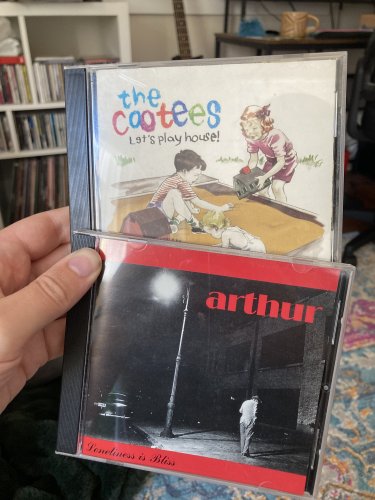 the
Cootees
Let's play house!
arthur
Loneliness is Bliss